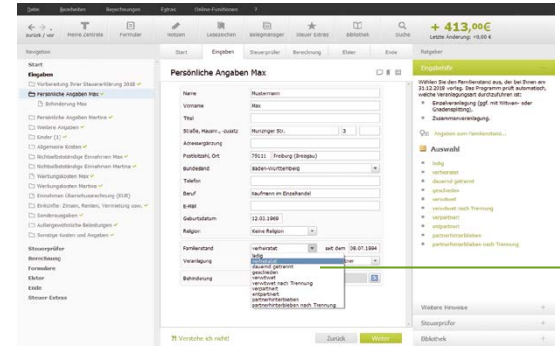 Datei Bearbeiten Berechnungen Extras Online-Funktionen ?
zurück / vor Meine Zentrale Formular Notizen Lesezeichen Belegmanager Steuer Extras Bibliothek Suche
+ 413,00€
Letzte Änderung: +0,00 €
Navigation Start Eingeben Steuerprüfer Berechnung Elster Ende Ratgeber
Start
Eingeben
Vorbereitung Ihrer Steuererklärung 2018
Persönliche Angaben Max
Behinderung Max
Persönliche Angaben Martina
Weitere Angaben
Kinder (1)
Allgemeine Kosten
Nichtselbstständige Einnahmen Max
Nichtselbstständige Einnahmen Martina
Werbungskosten Max
Werbungskosten Martina
Einnahmen Überschussrechnung (EÜR)
Einkünfte: Zinsen, Renten, Vermietung usw.
Sonderausgaben
Außergewöhnliche Belastungen
Sonstige Kosten und Angaben
Steuerprüfer
Berechnung
Formulare
Elster
Ende
Steuer Extras
Persönliche Angaben Max
Name Mustermann
Vorname Max
Titel
Straße, Hausnr., -zusatz Munzinger Str. 3
Adressergänzung
Postleitzahl, Ort 79111 Freiburg (Breisgau)
Bundesland Baden-Württemberg
Telefon
Beruf Kaufmann im Einzelhandel
E-Mail
Geburtsdatum 12.03.1969
Religion Keine Religion
Familienstand verheiratet seit dem 08.07.1994
Veranlagung
Behinderung
ledig
verheiratet
dauernd getrennt
geschieden
verwitwet
verwitwet nach Trennung
verpartnert
entpartnert
partnerhinterblieben
partnerhinterblieben nach Trennung
?! Verstehe ich nicht! Zurück Weiter
Eingabehilfe
Wählen Sie den Familienstand aus, der bei Ihnen am
31.12.2018 vorlag. Das Programm prüft automatisch,
welche Veranlagungsart durchzuführen ist:
Einzelveranlagung (ggf. mit Witwen- oder
Gnadensplitting),
Zusammenveranlagung.
Angaben zum Familienstand...
Auswahl
ledig
verheiratet
dauernd getrennt
geschieden
verwitwet
verwitwet nach Trennung
verpartnert
entpartnert
partnerhinterblieben
partnerhinterblieben nach Trennung
Weitere Hinweise +
Steuerprüfer +
Bibliothek +